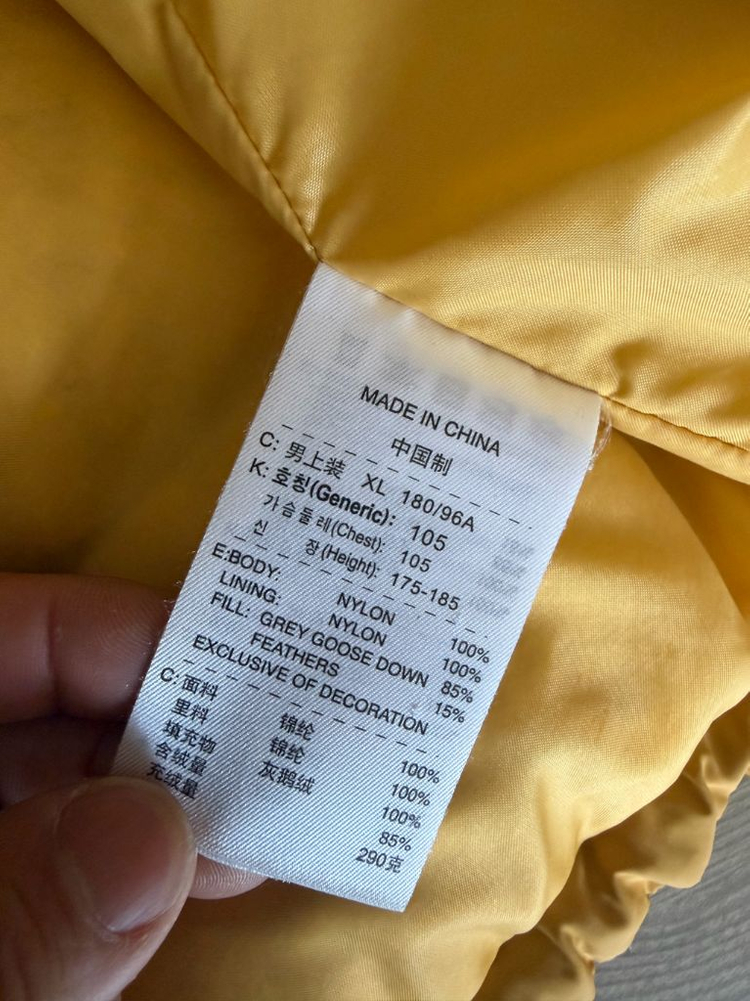 MADE IN CHINA
中国制
C: 男上装 XL 180/96A
K: 호칭(Generic): 105
가슴둘레(Chest): 105
신 장(Height): 175-185
E:BODY: NYLON 100%
LINING: NYLON 100%
FILL: GREY GOOSE DOWN 85%
FEATHERS 15%
EXCLUSIVE OF DECORATION
C: 面料 锦纶 100%
里料 锦纶 100%
填充物 灰鹅绒 100%
含绒量 85%
充绒量 290克